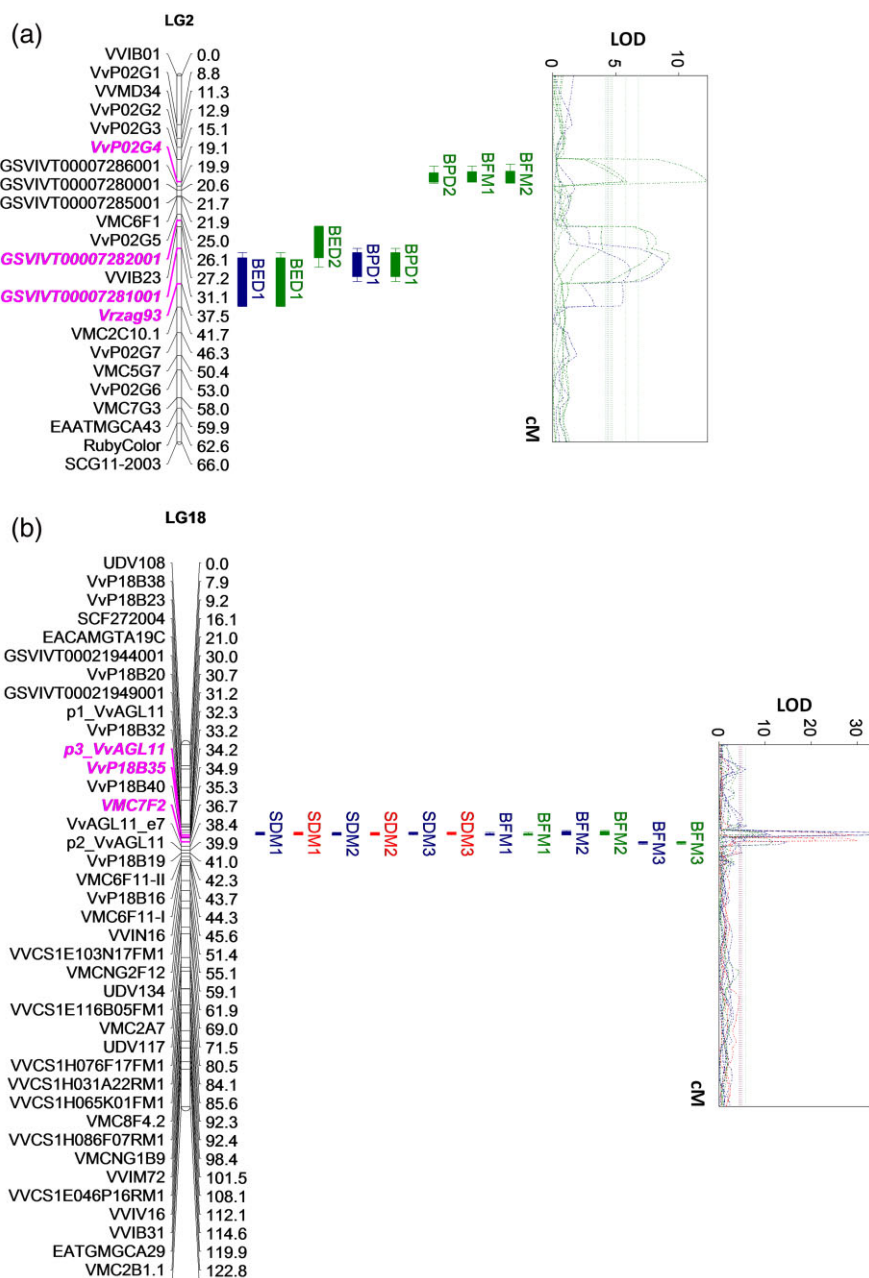 (a)
LG2
VVIB01 0.0
VvP02G1 8.8
VVMD34 11.3
VvP02G2 12.9
VvP02G3 15.1
VvP02G4 19.1
GSVIVT00007286001 19.9
GSVIVT00007280001 20.6
GSVIVT00007285001 21.7
VMC6F1 21.9
VvP02G5 25.0
GSVIVT00007282001 26.1
VVIB23 27.2
GSVIVT00007281001 31.1
Vrzag93 37.5
VMC2C10.1 41.7
VvP02G7 46.3
VMC5G7 50.4
VvP02G6 53.0
VMC7G3 58.0
EAATMGCA43 59.9
RubyColor 62.6
SCG11-2003 66.0
BED1
BED1
BED2
BPD1
BPD1
BPD2
BFM1
BFM2
LOD
0 5 10
cM
(b)
LG18
UDV108 0.0
VvP18B38 7.9
VvP18B23 9.2
SCF272004 16.1
EACAMGTA19C 21.0
GSVIVT00021944001 30.0
VvP18B20 30.7
GSVIVT00021949001 31.2
p1_VvAGL11 32.3
VvP18B32 33.2
p3_VvAGL11 34.2
VvP18B35 34.9
VvP18B40 35.3
VMC7F2 36.7
VvAGL11_e7 38.4
p2_VvAGL11 39.9
VvP18B19 41.0
VMC6F11-II 42.3
VvP18B16 43.7
VMC6F11-I 44.3
VVIN16 45.6
VVCS1E103N17FM1 51.4
VMCNG2F12 55.1
UDV134 59.1
VVCS1E116B05FM1 61.9
VMC2A7 69.0
UDV117 71.5
VVCS1H076F17FM1 80.5
VVCS1H031A22RM1 84.1
VVCS1H065K01FM1 85.6
VMC8F4.2 92.3
VVCS1H086F07RM1 92.4
VMCNG1B9 98.4
VVIM72 101.5
VVCS1E046P16RM1 108.1
VVIV16 112.1
VVIB31 114.6
EATGMGCA29 119.9
VMC2B1.1 122.8
SDM1
SDM1
SDM2
SDM2
SDM3
SDM3
BFM1
BFM1
BFM2
BFM2
BFM3
BFM3
LOD
0 10 20 30
cM